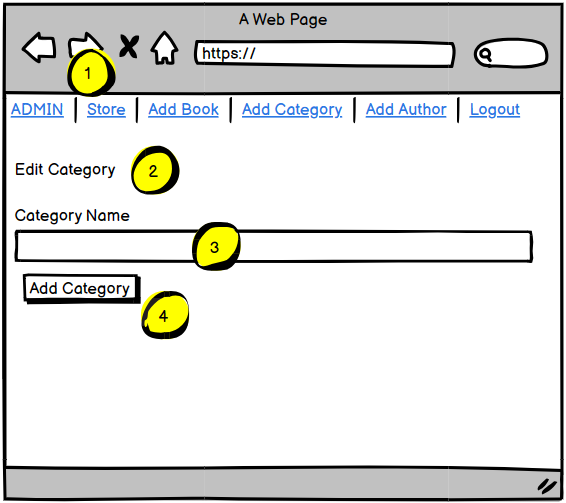 A Web Page
https://
1
ADMIN Store Add Book Add Category Add Author Logout
Edit Category 2
Category Name
3
Add Category
4